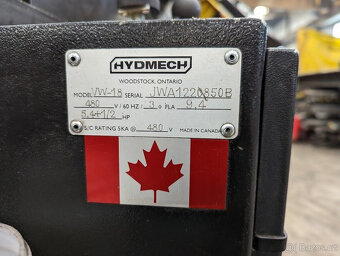 HYDMECH
WOODSTOCK, ONTARIO
MODEL VW-18 SERIAL JWA1220850B
480 V / 60 HZ / 3 ø FLA 9,4
5,4+1/2 HP
S/C RATING 5KA @ 480 V MADE IN CANADA